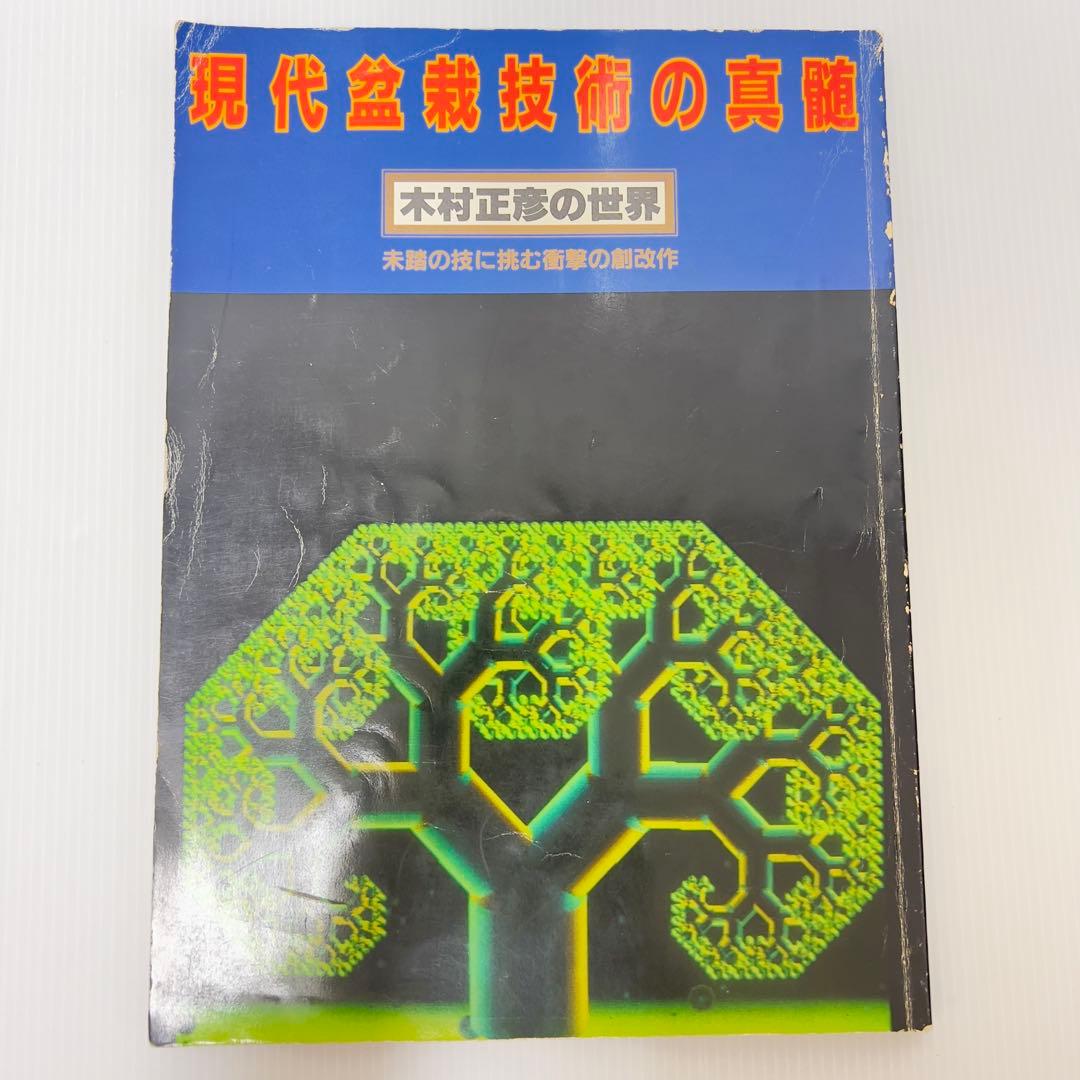 現代盆栽技術の真髄
木村正彦の世界
未踏の技に挑む衝撃の創改作